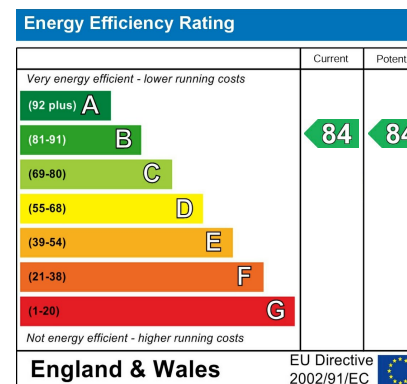 Energy Efficiency Rating
Current Potent
Very energy efficient - lower running costs
(92 plus) A
(81-91) B 84 84
(69-80) C
(55-68) D
(39-54) E
(21-38) F
(1-20) G
Not energy efficient - higher running costs
England & Wales
EU Directive
2002/91/EC